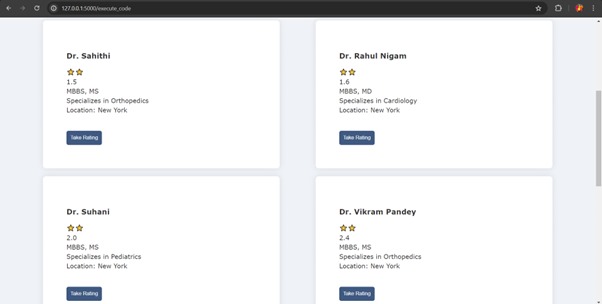 127.0.0.1:5000/execute_code
Dr. Sahithi
1.5
MBBS, MS
Specializes in Orthopedics
Location: New York
Take Rating
Dr. Rahul Nigam
1.6
MBBS, MD
Specializes in Cardiology
Location: New York
Take Rating
Dr. Suhani
2.0
MBBS, MS
Specializes in Pediatrics
Location: New York
Take Rating
Dr. Vikram Pandey
2.4
MBBS, MS
Specializes in Orthopedics
Location: New York
Take Rating